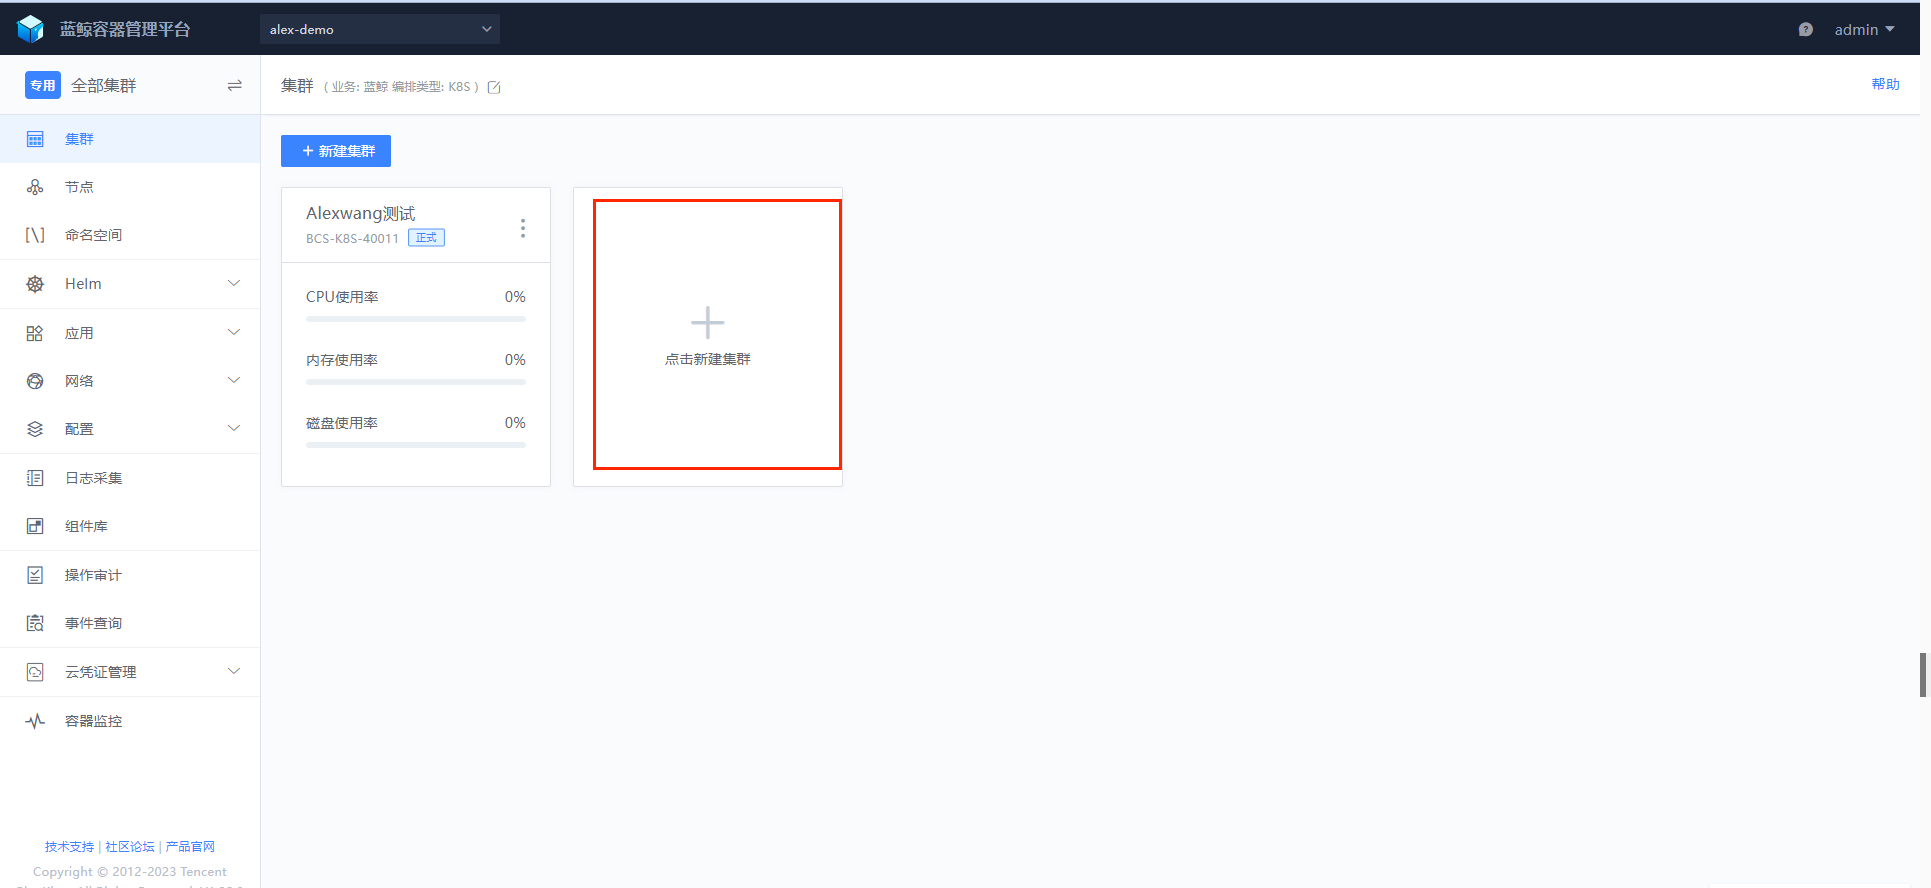 蓝鲸容器管理平台
alex-demo
admin
专用 全部集群
集群 ( 业务: 蓝鲸 编排类型: K8S )
帮助
集群
节点
命名空间
Helm
应用
网络
配置
日志采集
组件库
操作审计
事件查询
云凭证管理
容器监控
技术支持 | 社区论坛 | 产品官网
Copyright © 2012-2023 Tencent
+ 新建集群
Alexwang测试
BCS-K8S-40011 正式
CPU使用率 0%
内存使用率 0%
磁盘使用率 0%
点击新建集群